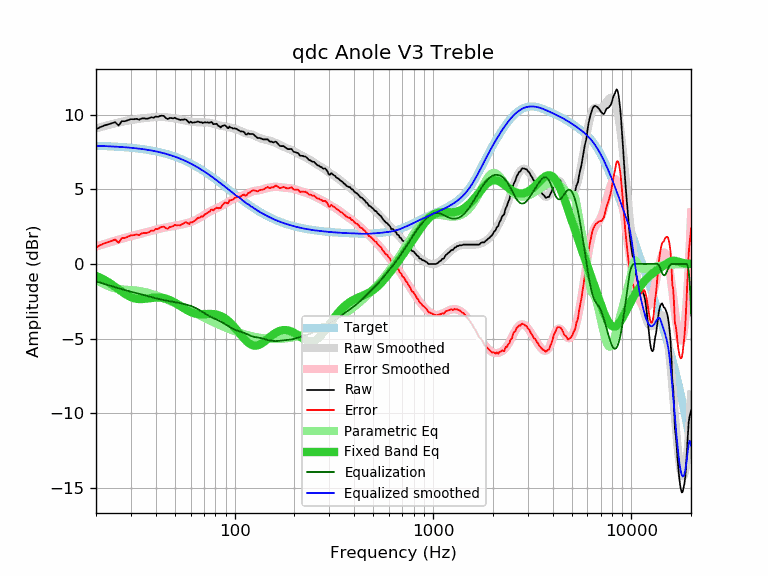 qdc Anole V3 Treble
10
5
0
−5
−10
−15
Amplitude (dBr)
Target
Raw Smoothed
Error Smoothed
Raw
Error
Parametric Eq
Fixed Band Eq
Equalization
Equalized smoothed
100
1000
10000
Frequency (Hz)